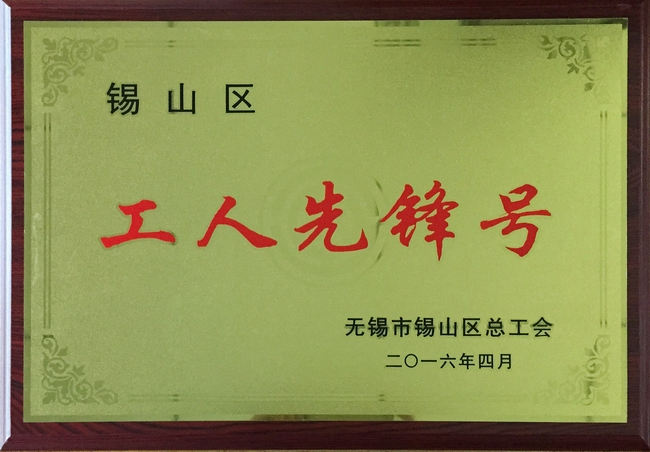 锡山区
工人先锋号
无锡市锡山区总工会
二〇一六年四月